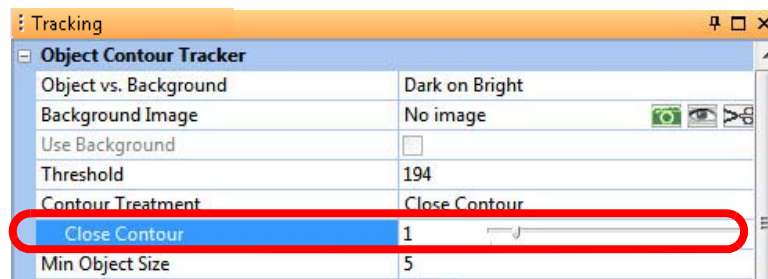 Tracking
Object Contour Tracker
Object vs. Background Dark on Bright
Background Image No image
Use Background
Threshold 194
Contour Treatment Close Contour
Close Contour 1
Min Object Size 5